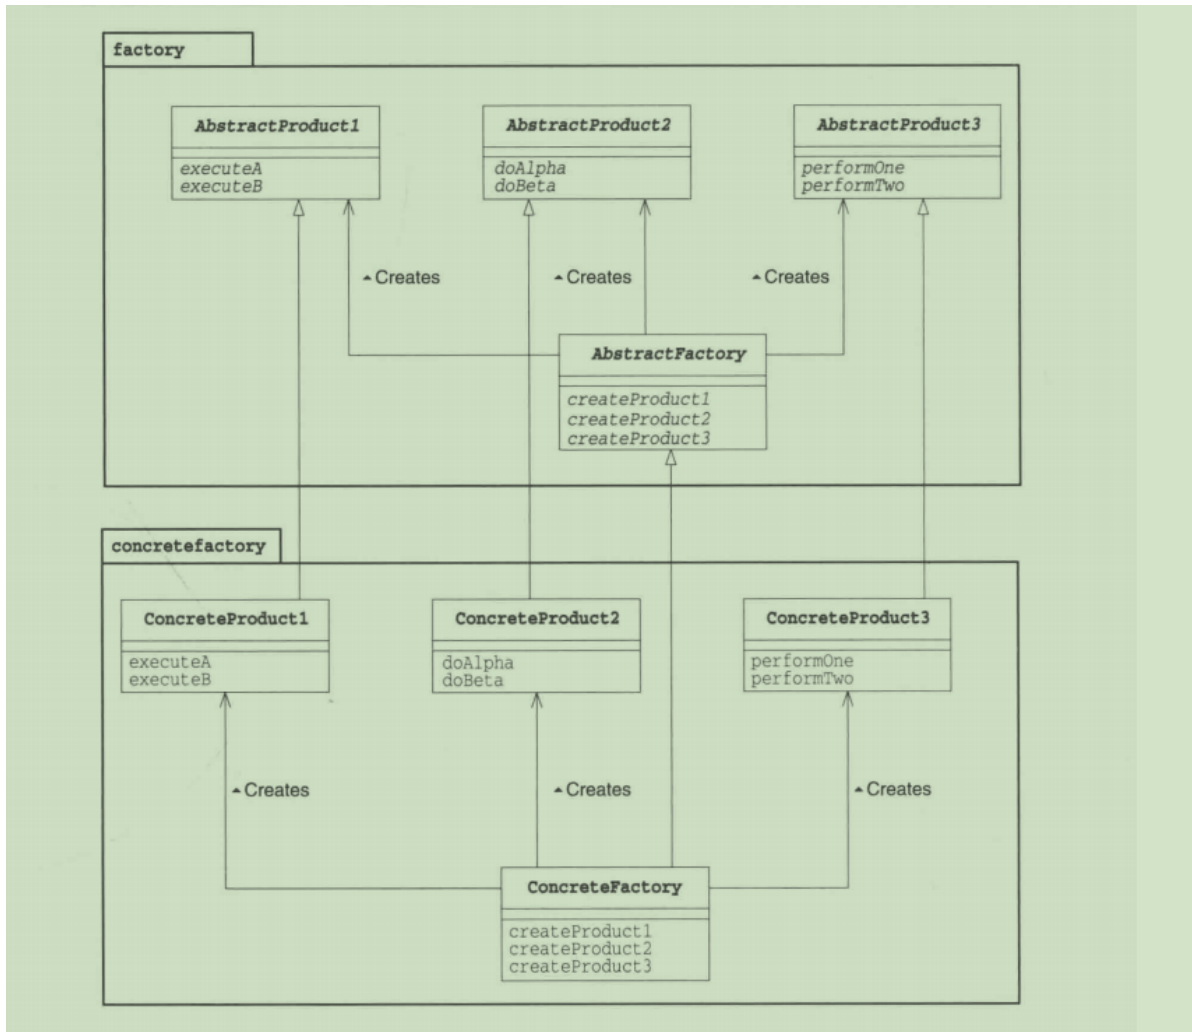 factory
AbstractProduct1
executeA
executeB
AbstractProduct2
doAlpha
doBeta
AbstractProduct3
performOne
performTwo
Creates
Creates
Creates
AbstractFactory
createProduct1
createProduct2
createProduct3
concretefactory
ConcreteProduct1
executeA
executeB
ConcreteProduct2
doAlpha
doBeta
ConcreteProduct3
performOne
performTwo
Creates
Creates
Creates
ConcreteFactory
createProduct1
createProduct2
createProduct3